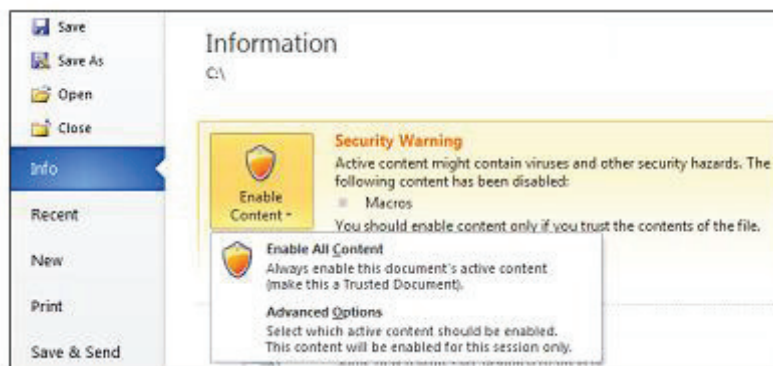 Save
Save As
Open
Close
Info
Recent
New
Print
Save & Send
Information
C:\
Enable
Content
Security Warning
Active content might contain viruses and other security hazards. The
following content has been disabled:
Macros
You should enable content only if you trust the contents of the file.
Enable All Content
Always enable this document's active content
(make this a Trusted Document).
Advanced Options
Select which active content should be enabled.
This content will be enabled for this session only.